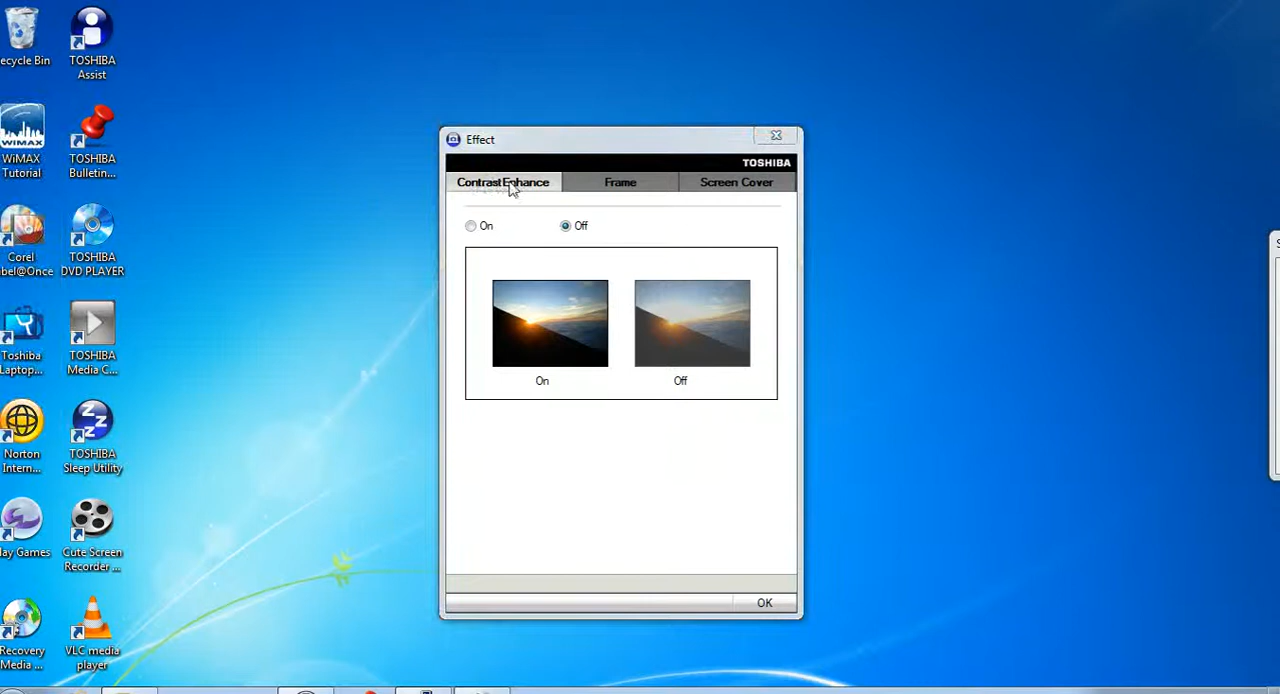 ecycle Bin
TOSHIBA
Assist
WiMAX
WiMAX
Tutorial
TOSHIBA
Bulletin...
Corel
bel@Once
TOSHIBA
DVD PLAYER
Toshiba
Laptop...
TOSHIBA
Media C...
Norton
Intern...
TOSHIBA
Sleep Utility
lay Games
Cute Screen
Recorder ...
Recovery
Media ...
VLC media
player
Effect
TOSHIBA
ContrastEnhance
Frame
Screen Cover
On
Off
On
Off
OK